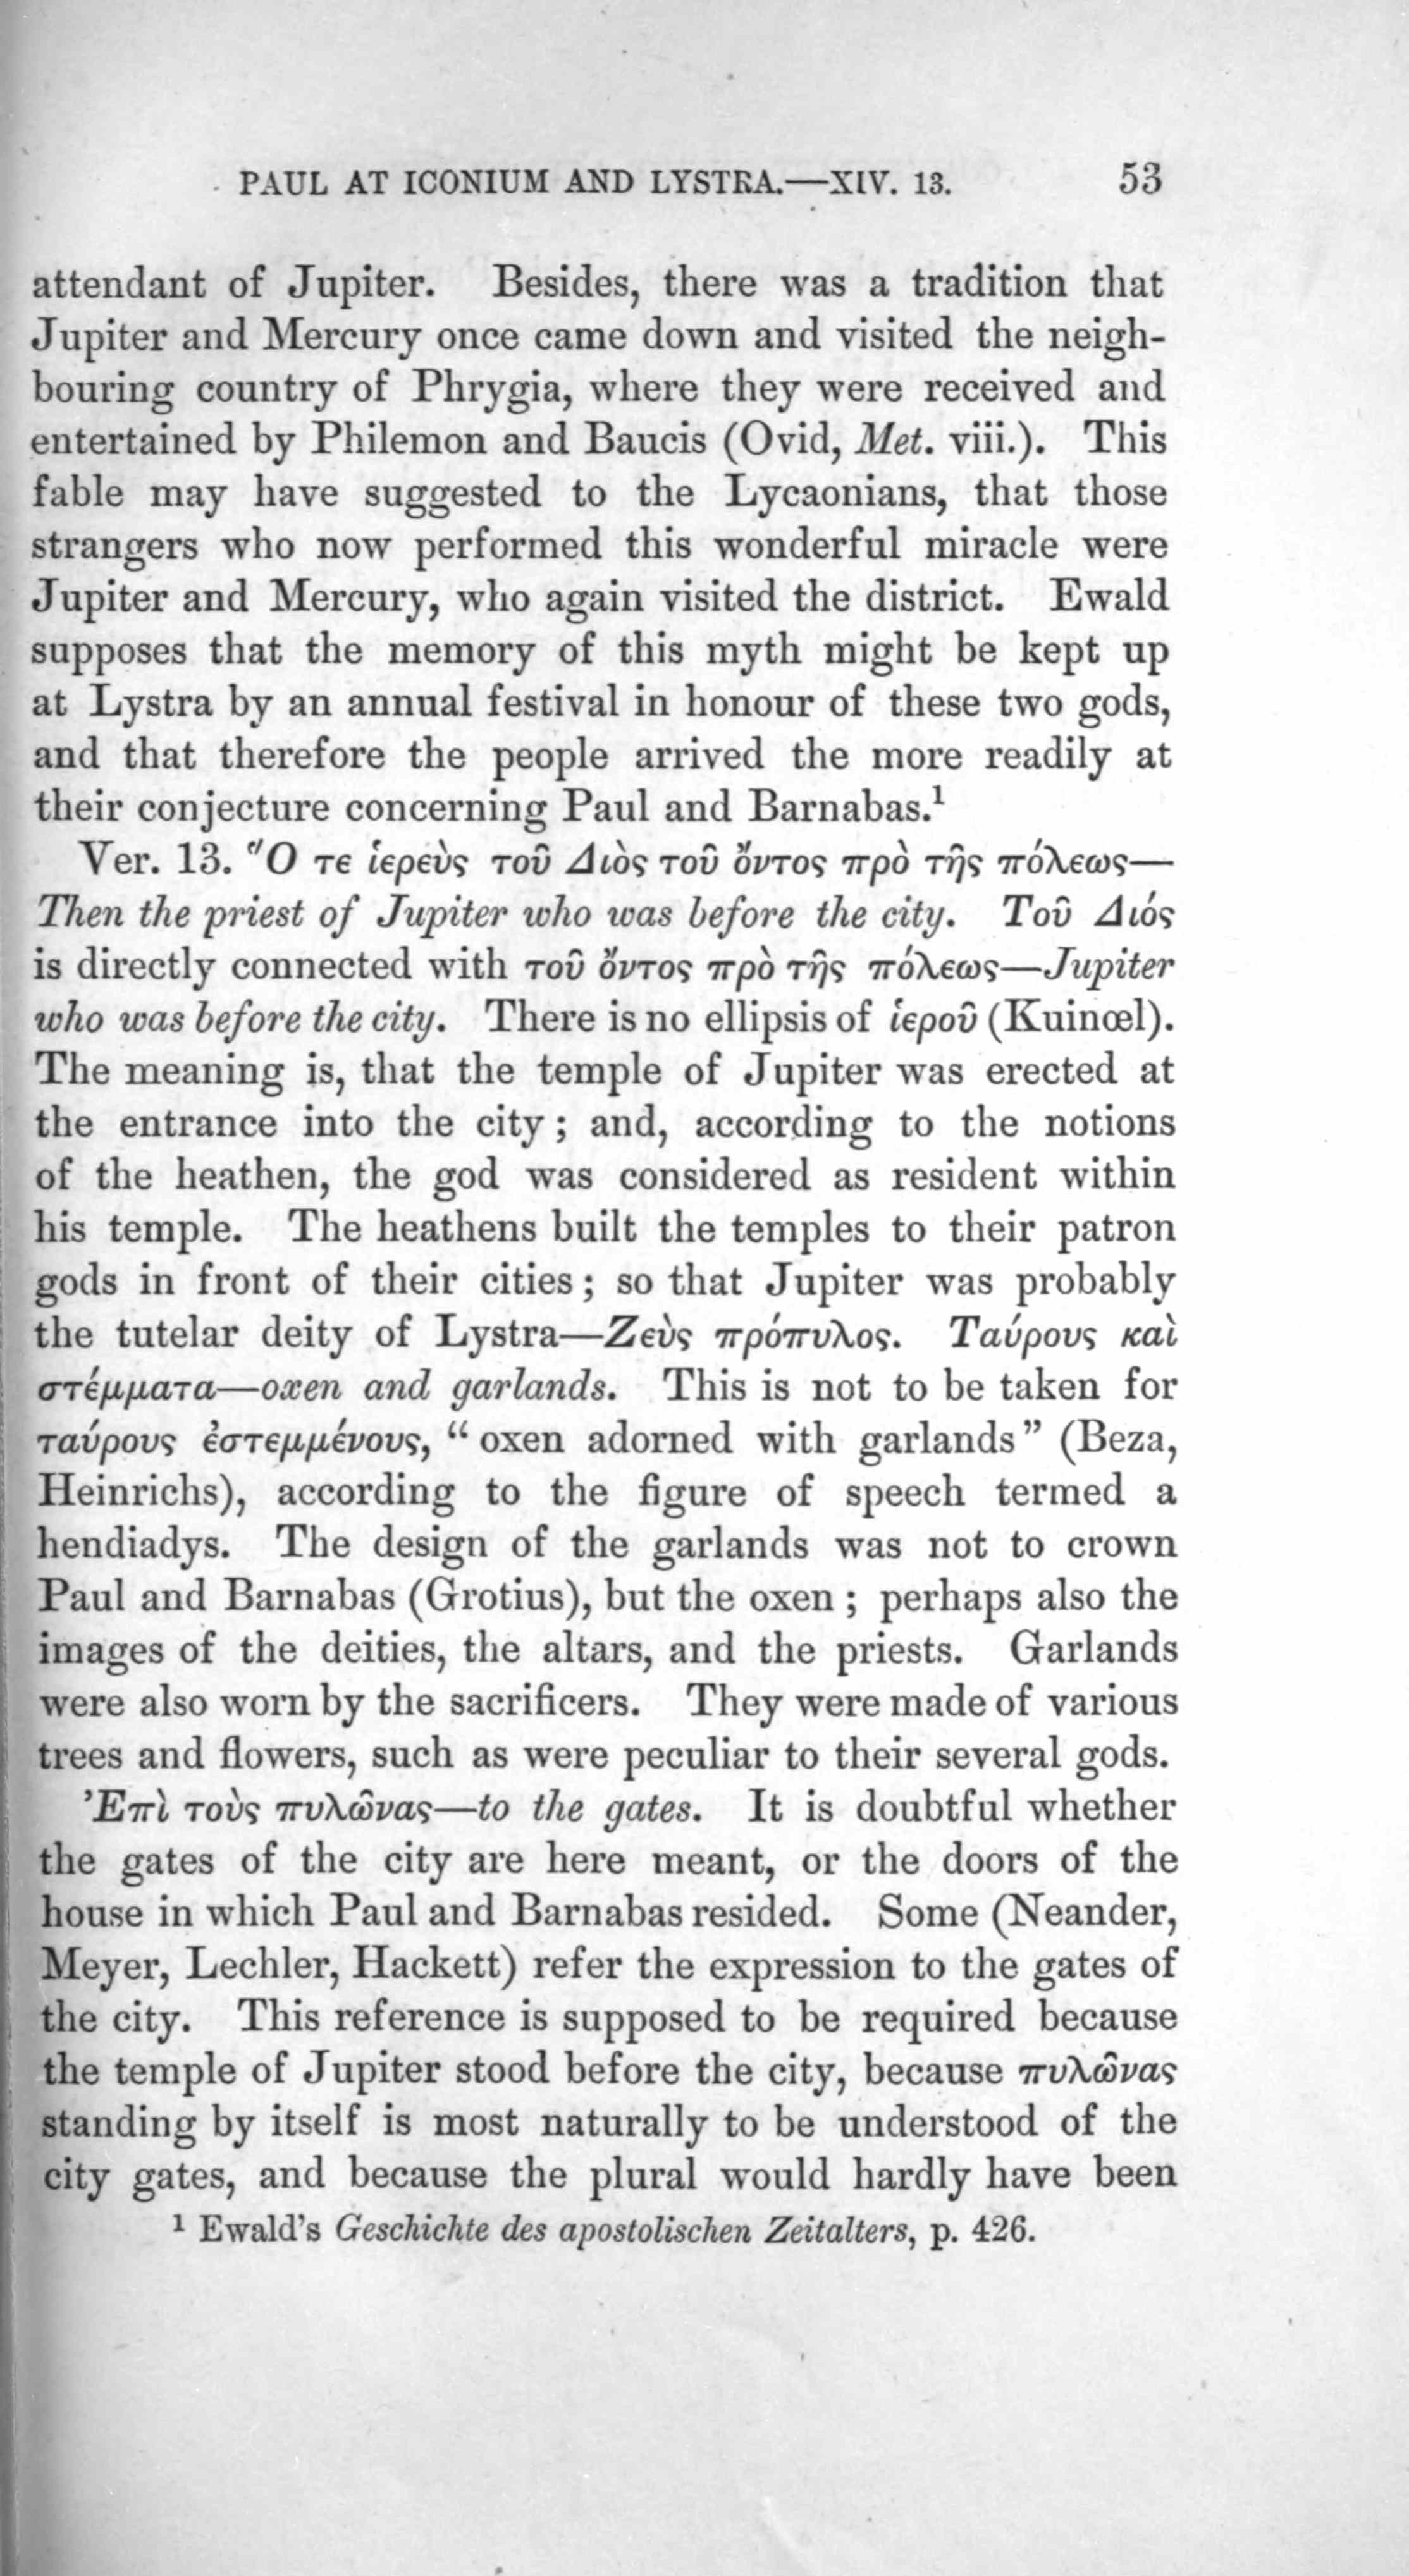 PAUL AT ICONIUM AND LYSTRA.—XIV. 13. 53
attendant of Jupiter. Besides, there was a tradition that
Jupiter and Mercury once came down and visited the neigh-
bouring country of Phrygia, where they were received and
entertained by Philemon and Baucis (Ovid, Met. viii.). This
fable may have suggested to the Lycaonians, that those
strangers who now performed this wonderful miracle were
Jupiter and Mercury, who again visited the district. Ewald
supposes that the memory of this myth might be kept up
at Lystra by an annual festival in honour of these two gods,
and that therefore the people arrived the more readily at
their conjecture concerning Paul and Barnabas.¹
Ver. 13. Ὅ τε ἱερεὺς τοῦ Διὸς τοῦ ὄντος πρὸ τῆς πόλεως—
Then the priest of Jupiter who was before the city. Τοῦ Διός
is directly connected with τοῦ ὄντος πρὸ τῆς πόλεως—Jupiter
who was before the city. There is no ellipsis of ἱεροῦ (Kuinœl).
The meaning is, that the temple of Jupiter was erected at
the entrance into the city; and, according to the notions
of the heathen, the god was considered as resident within
his temple. The heathens built the temples to their patron
gods in front of their cities; so that Jupiter was probably
the tutelar deity of Lystra—Ζεὺς πρόπυλος. Ταύρους καὶ
στέμματα—oxen and garlands. This is not to be taken for
ταύρους ἐστεμμένους, “oxen adorned with garlands” (Beza,
Heinrichs), according to the figure of speech termed a
hendiadys. The design of the garlands was not to crown
Paul and Barnabas (Grotius), but the oxen; perhaps also the
images of the deities, the altars, and the priests. Garlands
were also worn by the sacrificers. They were made of various
trees and flowers, such as were peculiar to their several gods.
Ἐπὶ τοὺς πυλῶνας—to the gates. It is doubtful whether
the gates of the city are here meant, or the doors of the
house in which Paul and Barnabas resided. Some (Neander,
Meyer, Lechler, Hackett) refer the expression to the gates of
the city. This reference is supposed to be required because
the temple of Jupiter stood before the city, because πυλῶνας
standing by itself is most naturally to be understood of the
city gates, and because the plural would hardly have been
¹ Ewald’s Geschichte des apostolischen Zeitalters, p. 426.